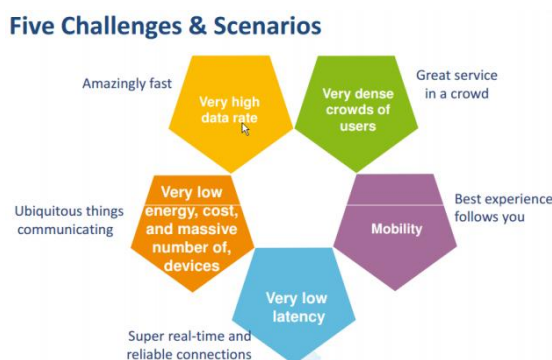 Five Challenges & Scenarios
Amazingly fast
Very high
data rate
Very dense
crowds of
users
Great service
in a crowd
Ubiquitous things
communicating
Very low
energy, cost,
and massive
number of,
devices
Mobility
Best experience
follows you
Very low
latency
Super real-time and
reliable connections